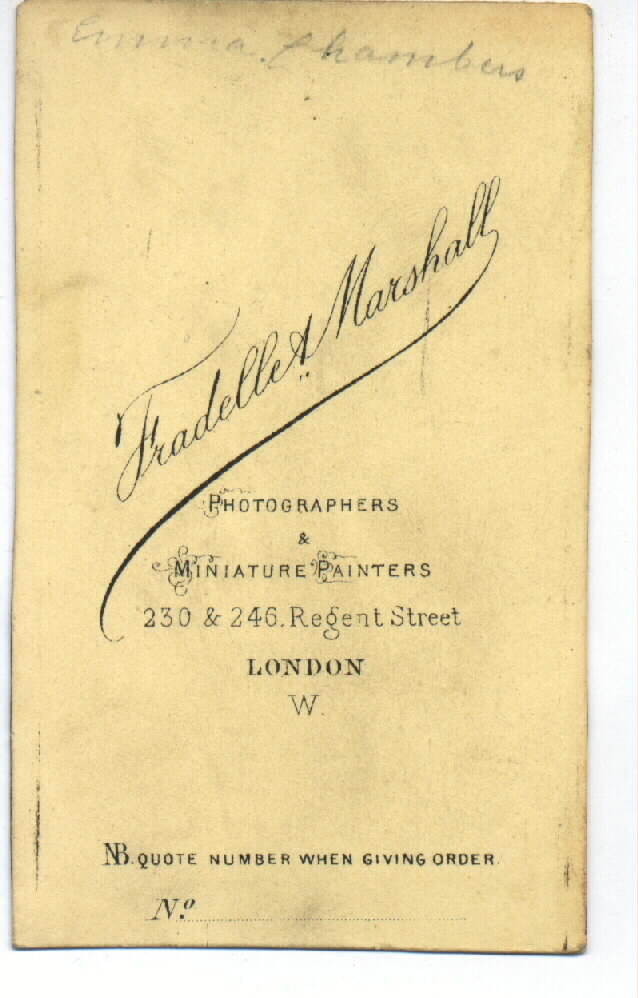 Emma Chambers
Fradelle & Marshall
PHOTOGRAPHERS
&
MINIATURE PAINTERS
230 & 246. Regent Street
LONDON
W.
NB. QUOTE NUMBER WHEN GIVING ORDER.
No.